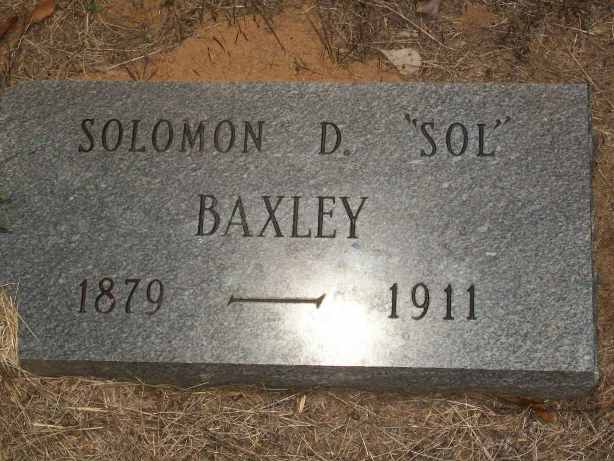 SOLOMON D. "SOL"
BAXLEY
1879 — 1911